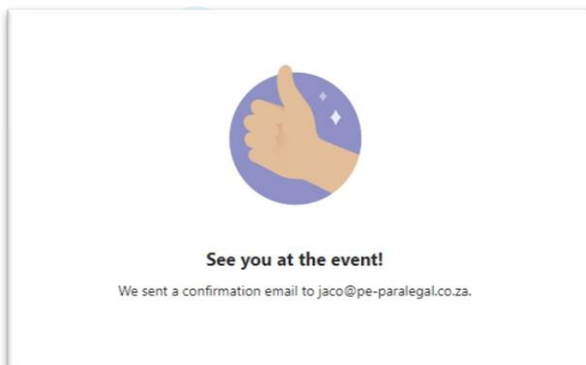 See you at the event!
We sent a confirmation email to jaco@pe-paralegal.co.za.